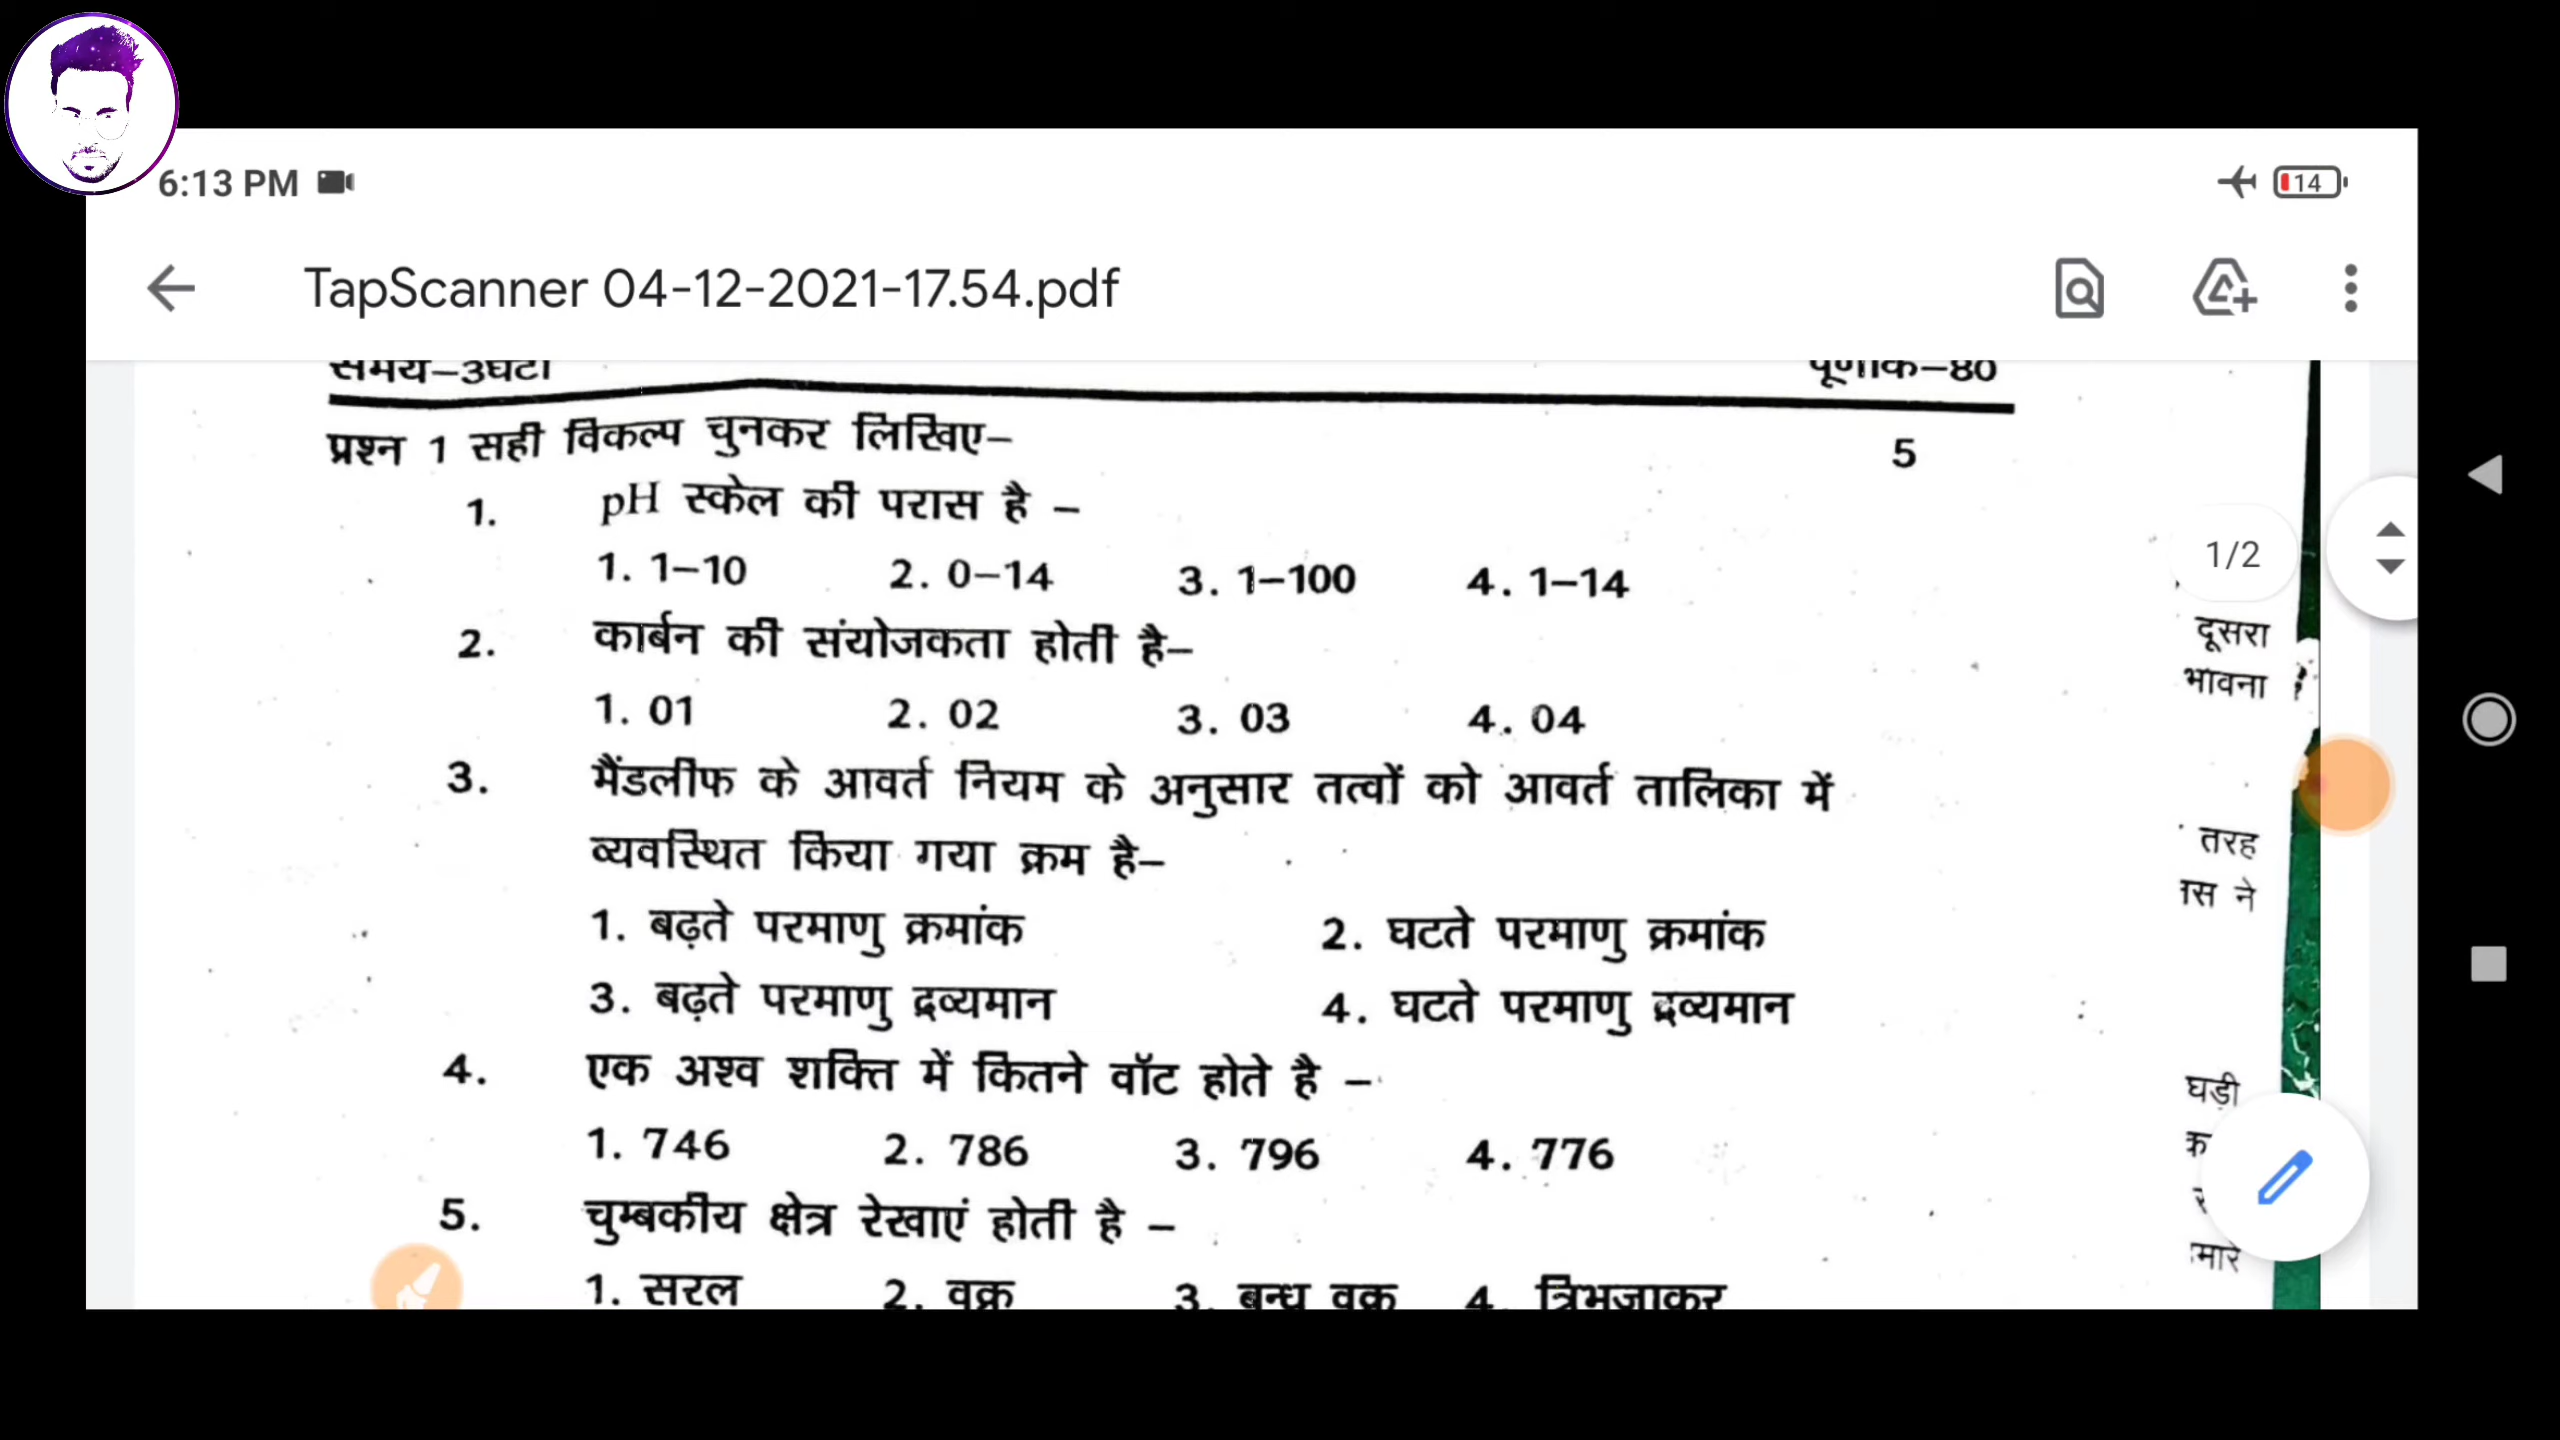 6:13 PM
14
TapScanner 04-12-2021-17.54.pdf
समय–3घंटा पूर्णांक–80
प्रश्न 1 सही विकल्प चुनकर लिखिए– 5
1. pH स्केल की परास है –
1. 1–10 2. 0–14 3. 1–100 4. 1–14
1/2
2. कार्बन की संयोजकता होती है–
दूसरा
भावना
1. 01 2. 02 3. 03 4. 04
3. मैंडलीफ के आवर्त नियम के अनुसार तत्वों को आवर्त तालिका में
व्यवस्थित किया गया क्रम है–
तरह
ने
1. बढ़ते परमाणु क्रमांक 2. घटते परमाणु क्रमांक
3. बढ़ते परमाणु द्रव्यमान 4. घटते परमाणु द्रव्यमान
4. एक अश्व शक्ति में कितने वॉट होते है –
घड़ी
1. 746 2. 786 3. 796 4. 776
5. चुम्बकीय क्षेत्र रेखाएं होती है –
1. सरल 2. वक्र 3. बन्ध वक्र 4. त्रिभुजाकर